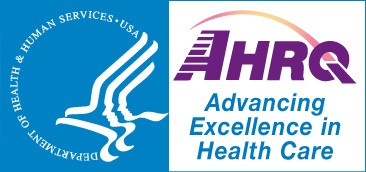 DEPARTMENT OF HEALTH & HUMAN SERVICES • USA
AHRQ
Advancing
Excellence in
Health Care